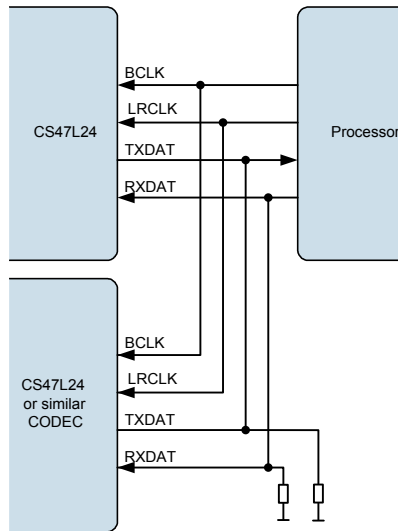 BCLK
LRCLK
CS47L24
Processor
TXDAT
RXDAT
BCLK
LRCLK
CS47L24
or similar
CODEC
TXDAT
RXDAT